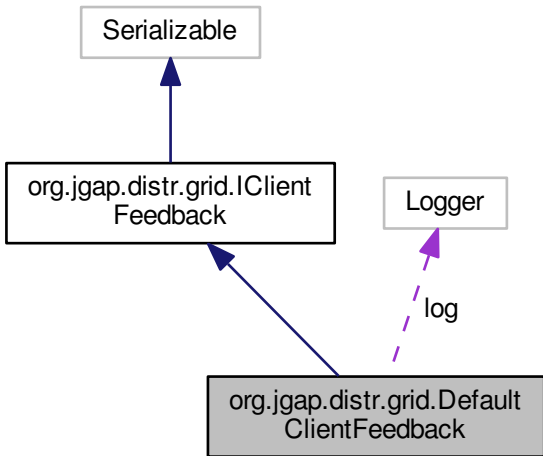 Serializable
org.jgap.distr.grid.IClient
Feedback
Logger
log
org.jgap.distr.grid.Default
ClientFeedback